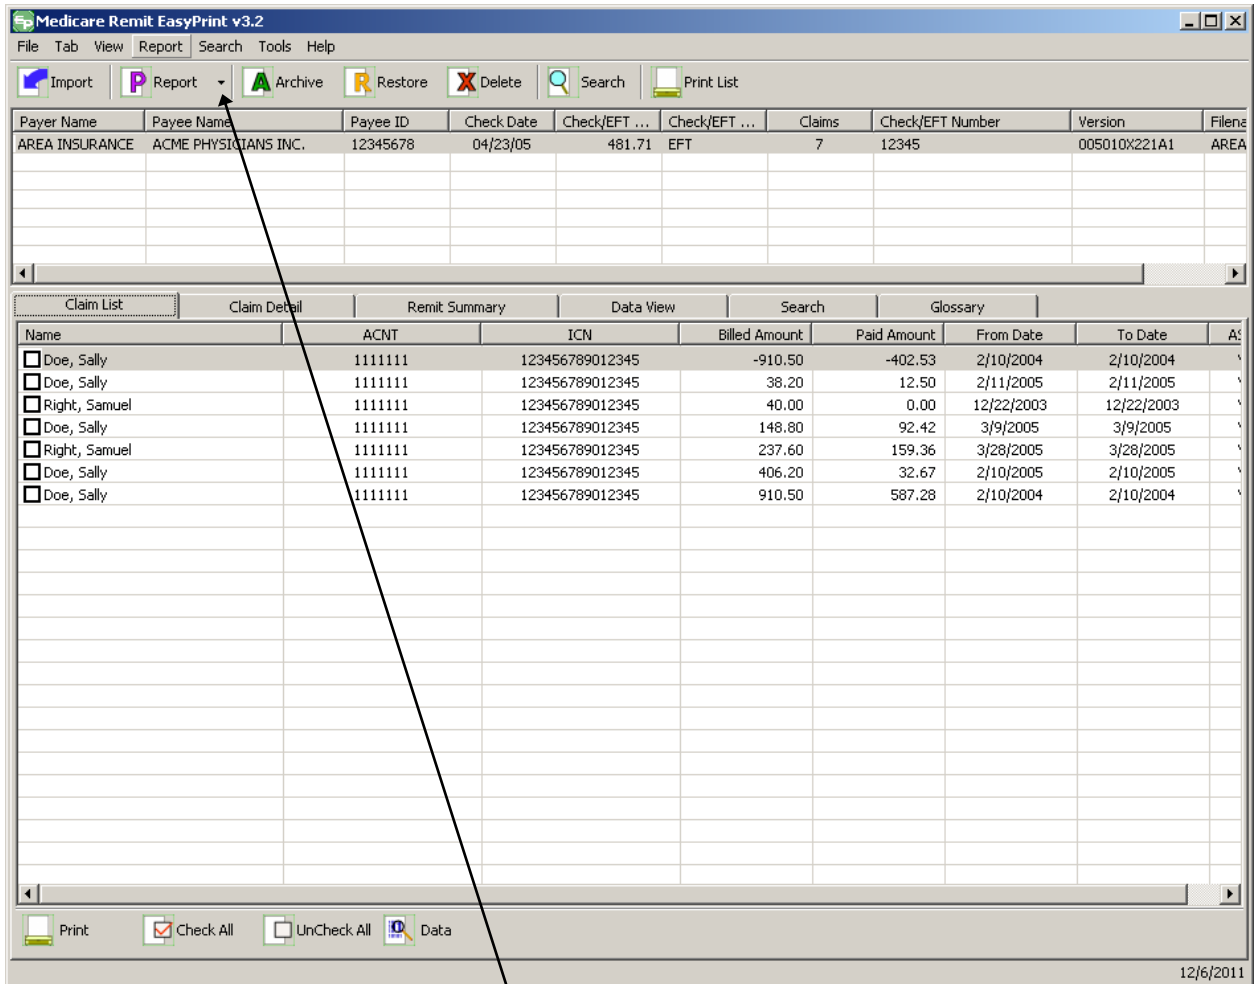 Ep Medicare Remit EasyPrint v3.2
File Tab View Report Search Tools Help
Import P Report A Archive R Restore X Delete Search Print List
Payer Name Payee Name Payee ID Check Date Check/EFT ... Check/EFT ... Claims Check/EFT Number Version Filena
AREA INSURANCE ACME PHYSICIANS INC. 12345678 04/23/05 481.71 EFT 7 12345 005010X221A1 AREA
Claim List Claim Detail Remit Summary Data View Search Glossary
Name ACNT ICN Billed Amount Paid Amount From Date To Date AS
Doe, Sally 1111111 123456789012345 -910.50 -402.53 2/10/2004 2/10/2004
Doe, Sally 1111111 123456789012345 38.20 12.50 2/11/2005 2/11/2005
Right, Samuel 1111111 123456789012345 40.00 0.00 12/22/2003 12/22/2003
Doe, Sally 1111111 123456789012345 148.80 92.42 3/9/2005 3/9/2005
Right, Samuel 1111111 123456789012345 237.60 159.36 3/28/2005 3/28/2005
Doe, Sally 1111111 123456789012345 406.20 32.67 2/10/2005 2/10/2005
Doe, Sally 1111111 123456789012345 910.50 587.28 2/10/2004 2/10/2004
Print Check All UnCheck All Data
12/6/2011